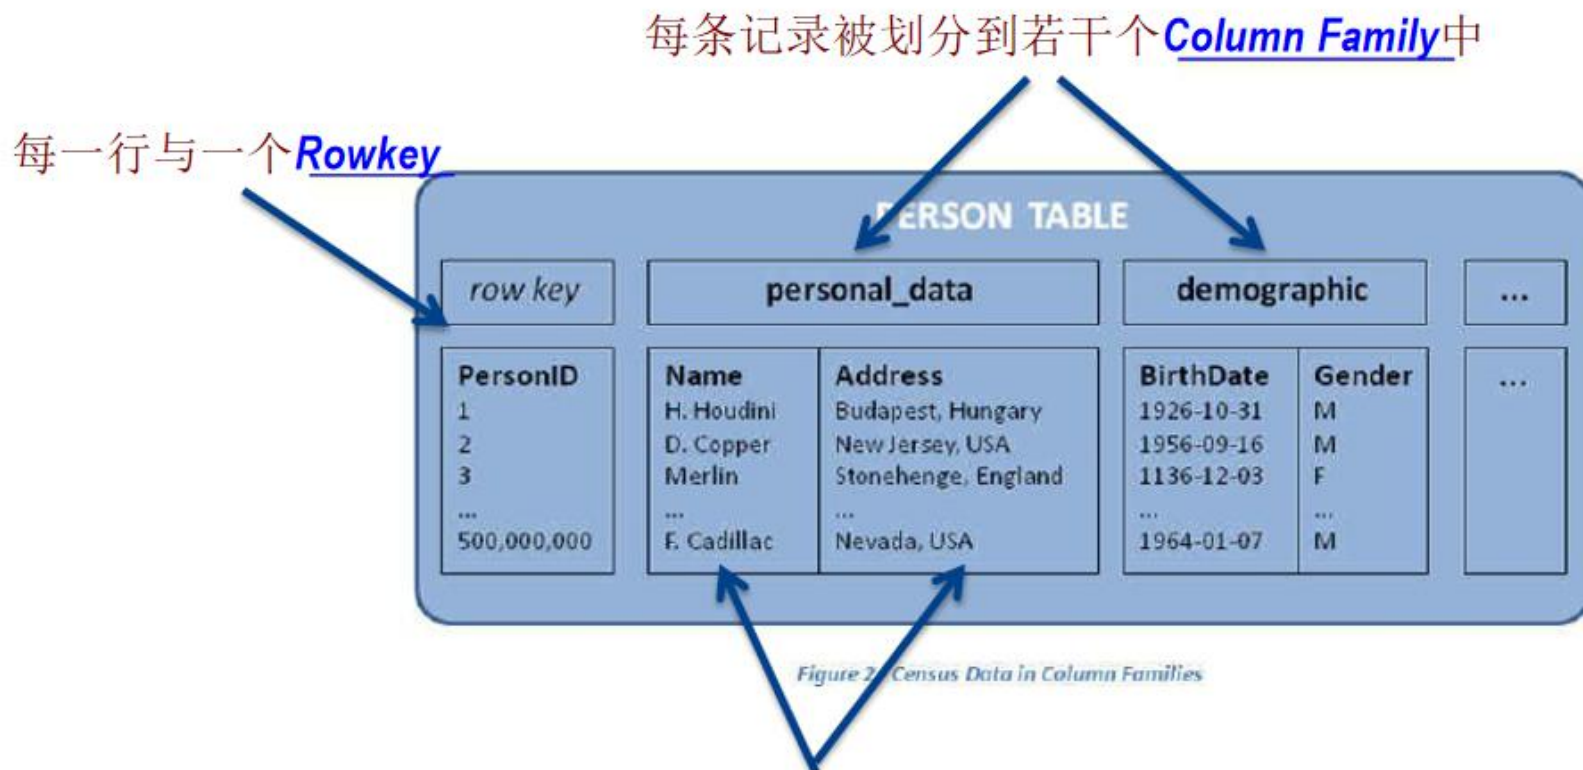 每条记录被划分到若干个Column Family中
每一行与一个Rowkey
PERSON TABLE
row key personal_data demographic ...
PersonID Name Address BirthDate Gender ...
1 H. Houdini Budapest, Hungary 1926-10-31 M
2 D. Copper New Jersey, USA 1956-09-16 M
3 Merlin Stonehenge, England 1136-12-03 F
... ... ... ... ...
500,000,000 F. Cadillac Nevada, USA 1964-01-07 M
Figure 2 Census Data in Column Families